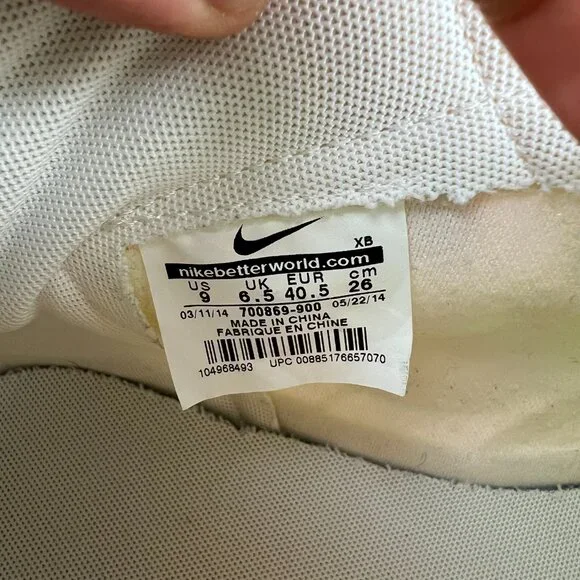 XB
nikebetterworld.com
US UK EUR cm
9 6.5 40.5 26
03/11/14 700869-900 05/22/14
MADE IN CHINA
FABRIQUE EN CHINE
104968493 UPC 00885176657070